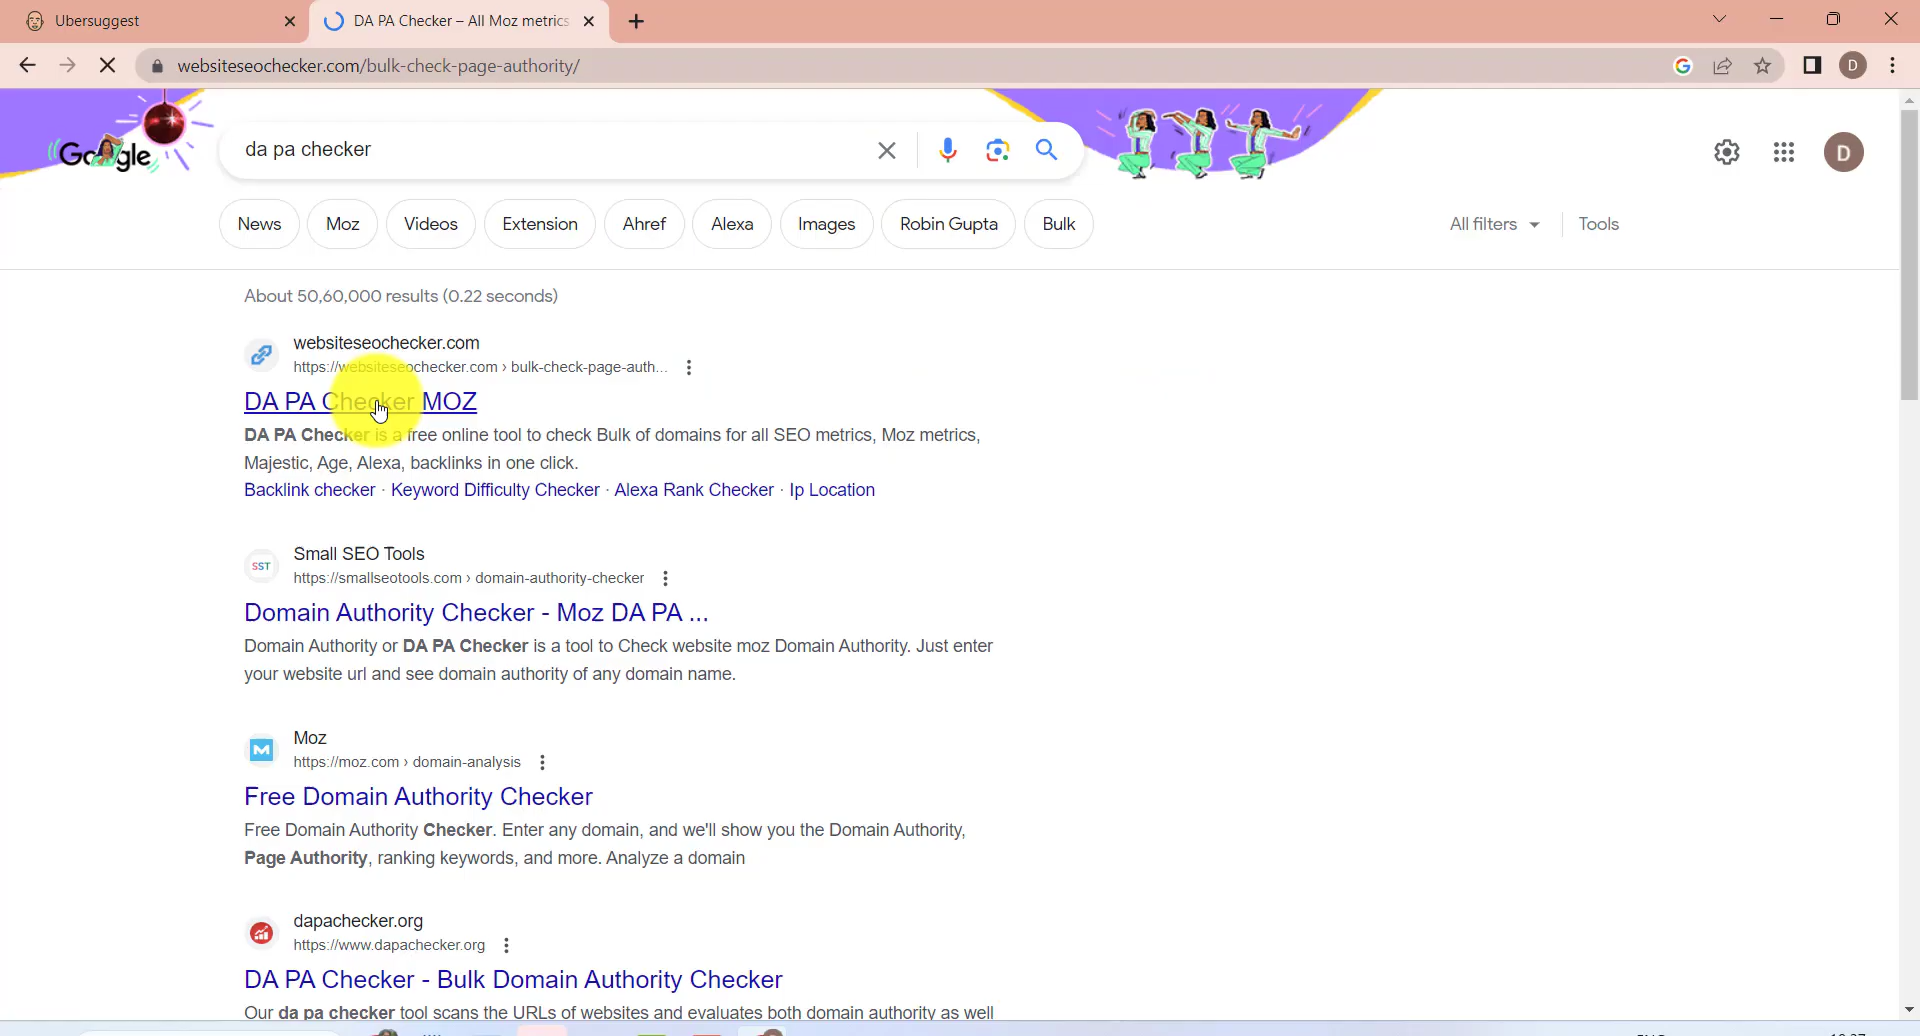 Ubersuggest
DA PA Checker – All Moz metrics
websiteseochecker.com/bulk-check-page-authority/
D
Google
da pa checker
D
News
Moz
Videos
Extension
Ahref
Alexa
Images
Robin Gupta
Bulk
All filters
Tools
About 50,60,000 results (0.22 seconds)
websiteseochecker.com
https://websiteseochecker.com › bulk-check-page-auth...
DA PA Checker MOZ
DA PA Checker is a free online tool to check Bulk of domains for all SEO metrics, Moz metrics,
Majestic, Age, Alexa, backlinks in one click.
Backlink checker · Keyword Difficulty Checker · Alexa Rank Checker · Ip Location
SST
Small SEO Tools
https://smallseotools.com › domain-authority-checker
Domain Authority Checker - Moz DA PA ...
Domain Authority or DA PA Checker is a tool to Check website moz Domain Authority. Just enter
your website url and see domain authority of any domain name.
M
Moz
https://moz.com › domain-analysis
Free Domain Authority Checker
Free Domain Authority Checker. Enter any domain, and we'll show you the Domain Authority,
Page Authority, ranking keywords, and more. Analyze a domain
dapachecker.org
https://www.dapachecker.org
DA PA Checker - Bulk Domain Authority Checker
Our da pa checker tool scans the URLs of websites and evaluates both domain authority as well